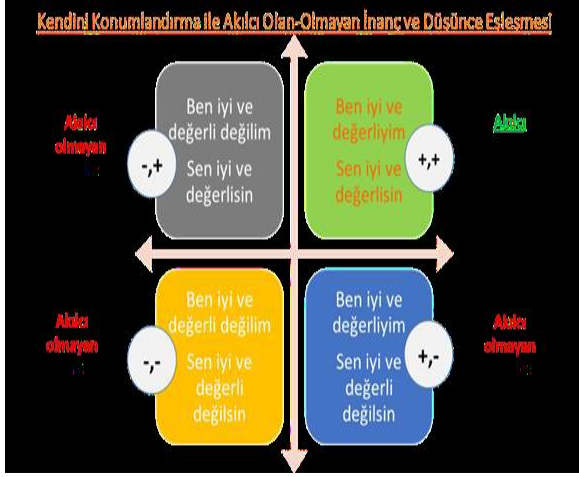 Kendini Konumlandırma ile Akılcı Olan-Olmayan İnanç ve Düşünce Eşleşmesi
Akılcı
olmayan
-,+
Ben iyi ve
değerli değilim
Sen iyi ve
değerlisin
Ben iyi ve
değerliyim
Sen iyi ve
değerlisin
+,+
Akılcı
Akılcı
olmayan
-,-
Ben iyi ve
değerli değilim
Sen iyi ve
değerli
değilsin
Ben iyi ve
değerliyim
Sen iyi ve
değerli
değilsin
+,-
Akılcı
olmayan